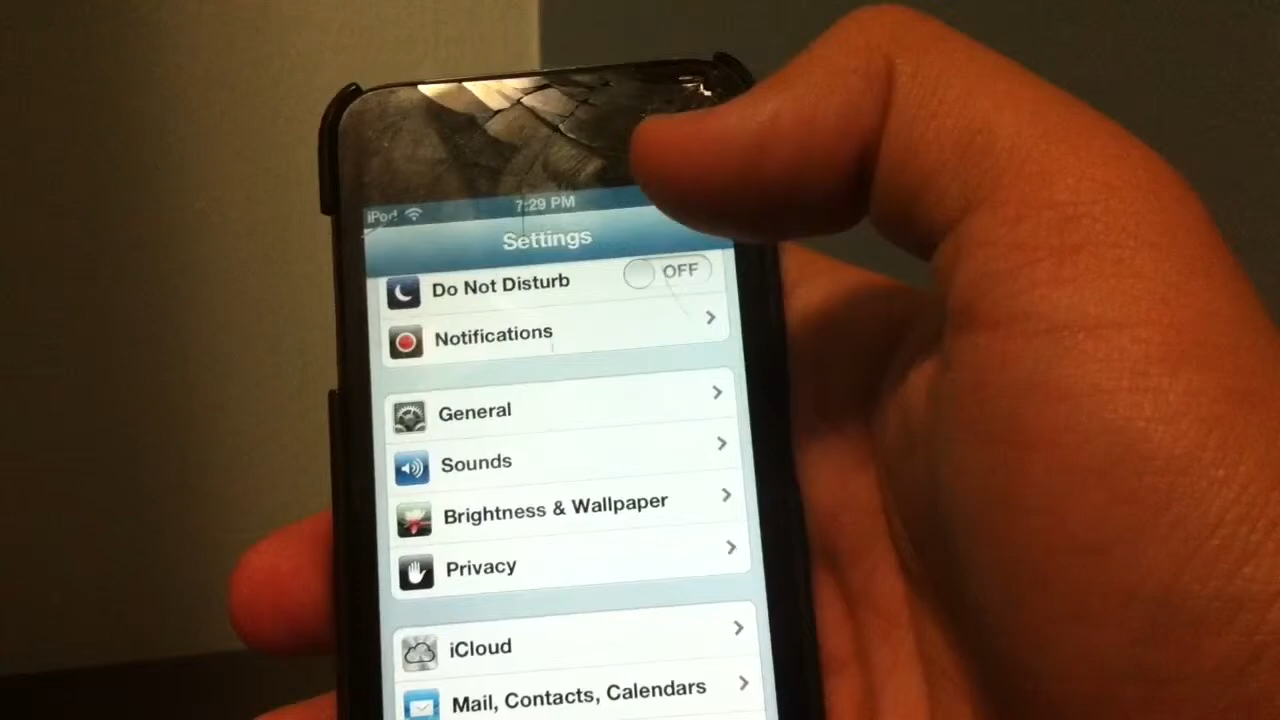 iPod 7:29 PM
Settings
Do Not Disturb OFF
Notifications
General
Sounds
Brightness & Wallpaper
Privacy
iCloud
Mail, Contacts, Calendars